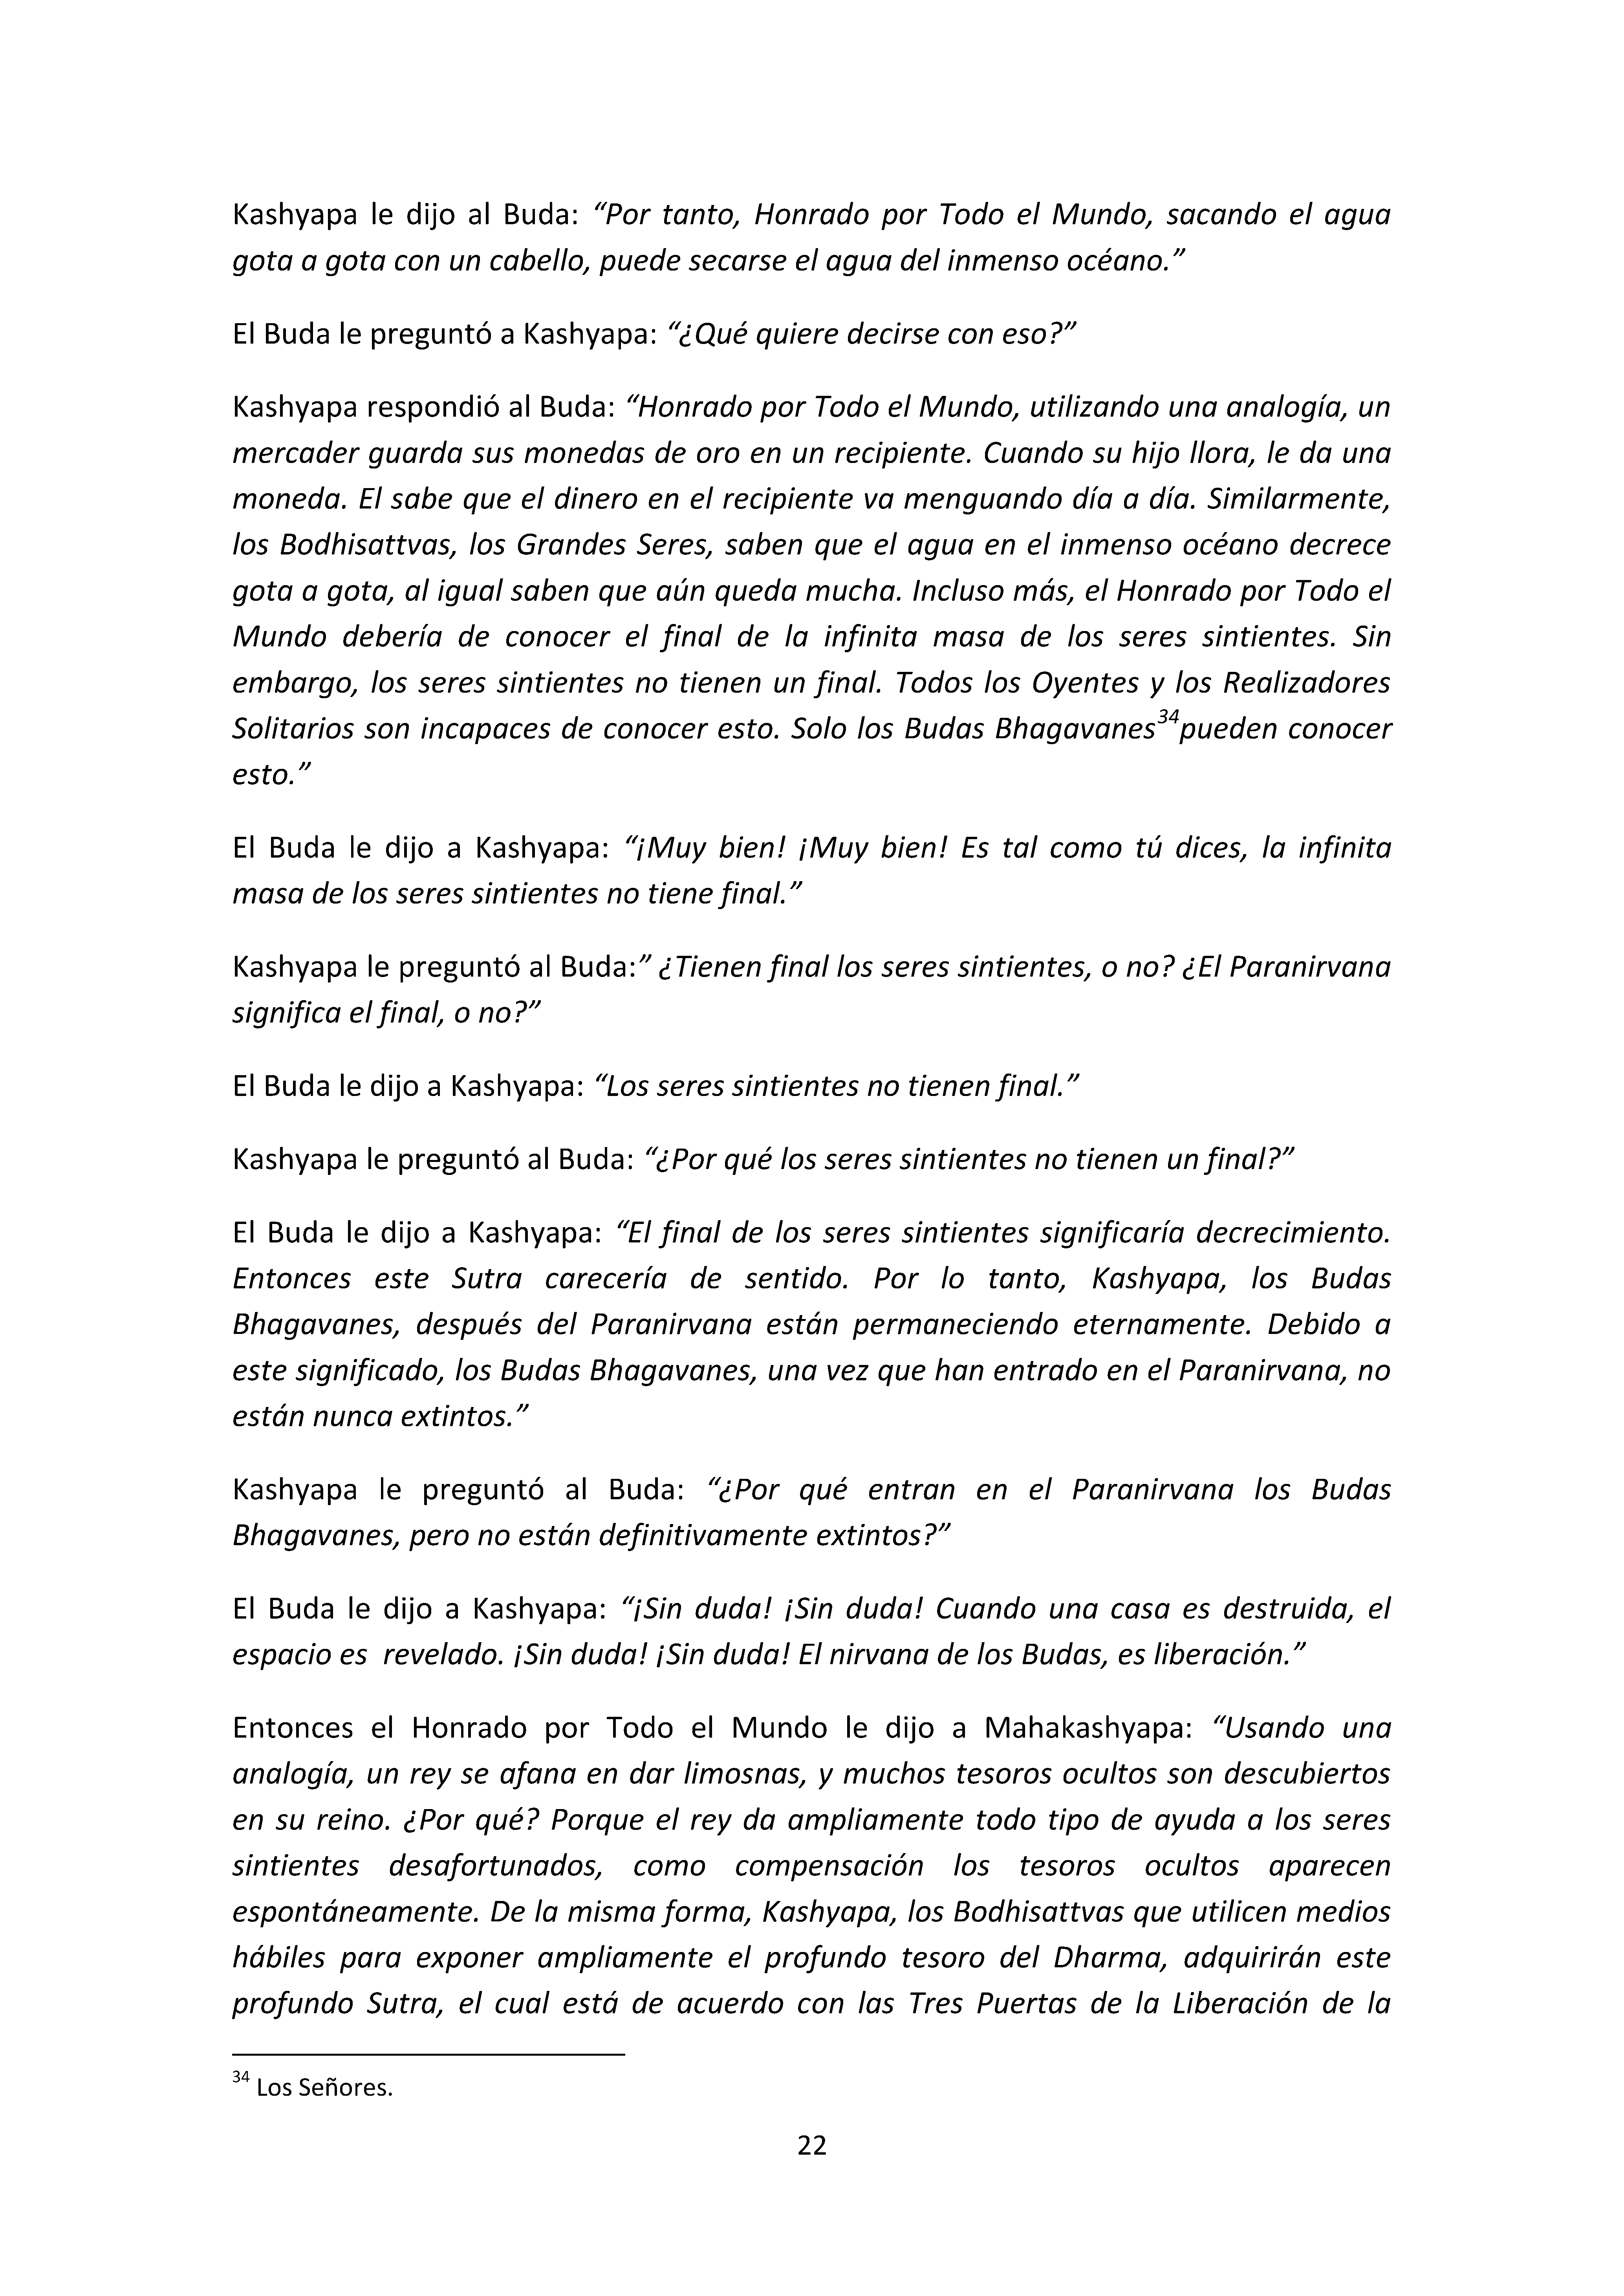 Kashyapa le dijo al Buda: “Por tanto, Honrado por Todo el Mundo, sacando el agua
gota a gota con un cabello, puede secarse el agua del inmenso océano.”
El Buda le preguntó a Kashyapa: “¿Qué quiere decirse con eso?”
Kashyapa respondió al Buda: “Honrado por Todo el Mundo, utilizando una analogía, un
mercader guarda sus monedas de oro en un recipiente. Cuando su hijo llora, le da una
moneda. El sabe que el dinero en el recipiente va menguando día a día. Similarmente,
los Bodhisattvas, los Grandes Seres, saben que el agua en el inmenso océano decrece
gota a gota, al igual saben que aún queda mucha. Incluso más, el Honrado por Todo el
Mundo debería de conocer el final de la infinita masa de los seres sintientes. Sin
embargo, los seres sintientes no tienen un final. Todos los Oyentes y los Realizadores
Solitarios son incapaces de conocer esto. Solo los Budas Bhagavanes34pueden conocer
esto.”
El Buda le dijo a Kashyapa: “¡Muy bien! ¡Muy bien! Es tal como tú dices, la infinita
masa de los seres sintientes no tiene final.”
Kashyapa le preguntó al Buda:” ¿Tienen final los seres sintientes, o no? ¿El Paranirvana
significa el final, o no?”
El Buda le dijo a Kashyapa: “Los seres sintientes no tienen final.”
Kashyapa le preguntó al Buda: “¿Por qué los seres sintientes no tienen un final?”
El Buda le dijo a Kashyapa: “El final de los seres sintientes significaría decrecimiento.
Entonces este Sutra carecería de sentido. Por lo tanto, Kashyapa, los Budas
Bhagavanes, después del Paranirvana están permaneciendo eternamente. Debido a
este significado, los Budas Bhagavanes, una vez que han entrado en el Paranirvana, no
están nunca extintos.”
Kashyapa le preguntó al Buda: “¿Por qué entran en el Paranirvana los Budas
Bhagavanes, pero no están definitivamente extintos?”
El Buda le dijo a Kashyapa: “¡Sin duda! ¡Sin duda! Cuando una casa es destruida, el
espacio es revelado. ¡Sin duda! ¡Sin duda! El nirvana de los Budas, es liberación.”
Entonces el Honrado por Todo el Mundo le dijo a Mahakashyapa: “Usando una
analogía, un rey se afana en dar limosnas, y muchos tesoros ocultos son descubiertos
en su reino. ¿Por qué? Porque el rey da ampliamente todo tipo de ayuda a los seres
sintientes desafortunados, como compensación los tesoros ocultos aparecen
espontáneamente. De la misma forma, Kashyapa, los Bodhisattvas que utilicen medios
hábiles para exponer ampliamente el profundo tesoro del Dharma, adquirirán este
profundo Sutra, el cual está de acuerdo con las Tres Puertas de la Liberación de la
34 Los Señores.
22